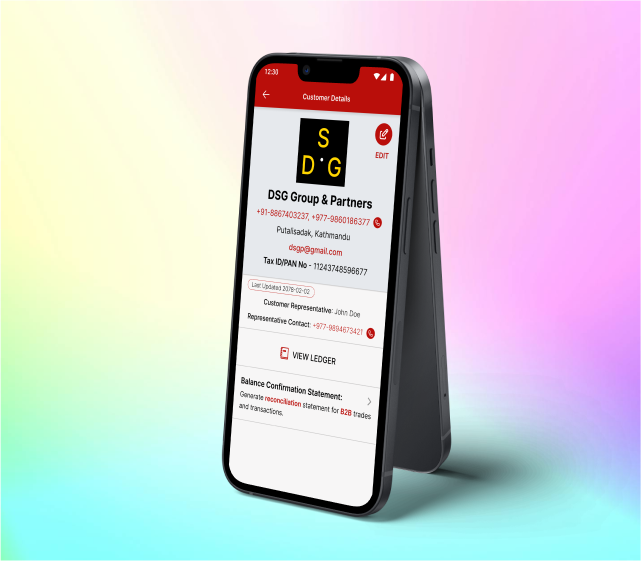 12:30
Customer Details
S
D · G
EDIT
DSG Group & Partners
+91-8867403237, +977-9860186377
Putalisadak, Kathmandu
dsgp@gmail.com
Tax ID/PAN No - 11243748596677
Last Updated 2078-02-02
Customer Representative: John Doe
Representative Contact: +977-9894673421
VIEW LEDGER
Balance Confirmation Statement:
Generate reconciliation statement for B2B trades
and transactions.